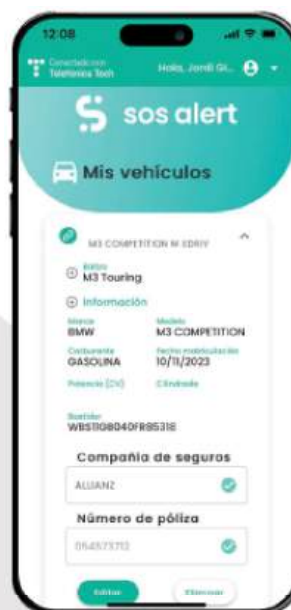 12:08
Conectado con
Telefónica Tech
Hola, Jordi Gi...
sos alert
Mis vehículos
M3 COMPETITION M XDRIV
Baliza
M3 Touring
Información
Marca Modelo
BMW M3 COMPETITION
Carburante Fecha matriculación
GASOLINA 10/11/2023
Potencia (CV) Cilindrada
Bastidor
Compañía de seguros
ALLIANZ
Número de póliza
Editar Eliminar